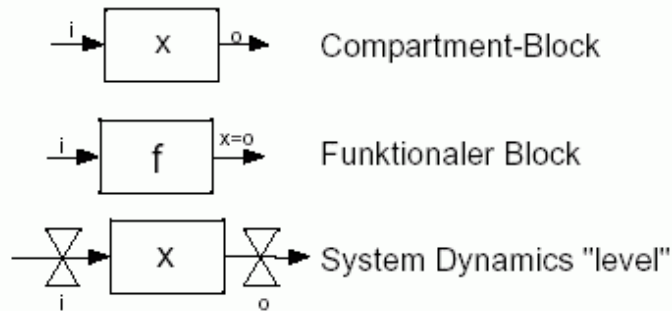 i x o Compartment-Block
i f x=o Funktionaler Block
x System Dynamics "level"
i o